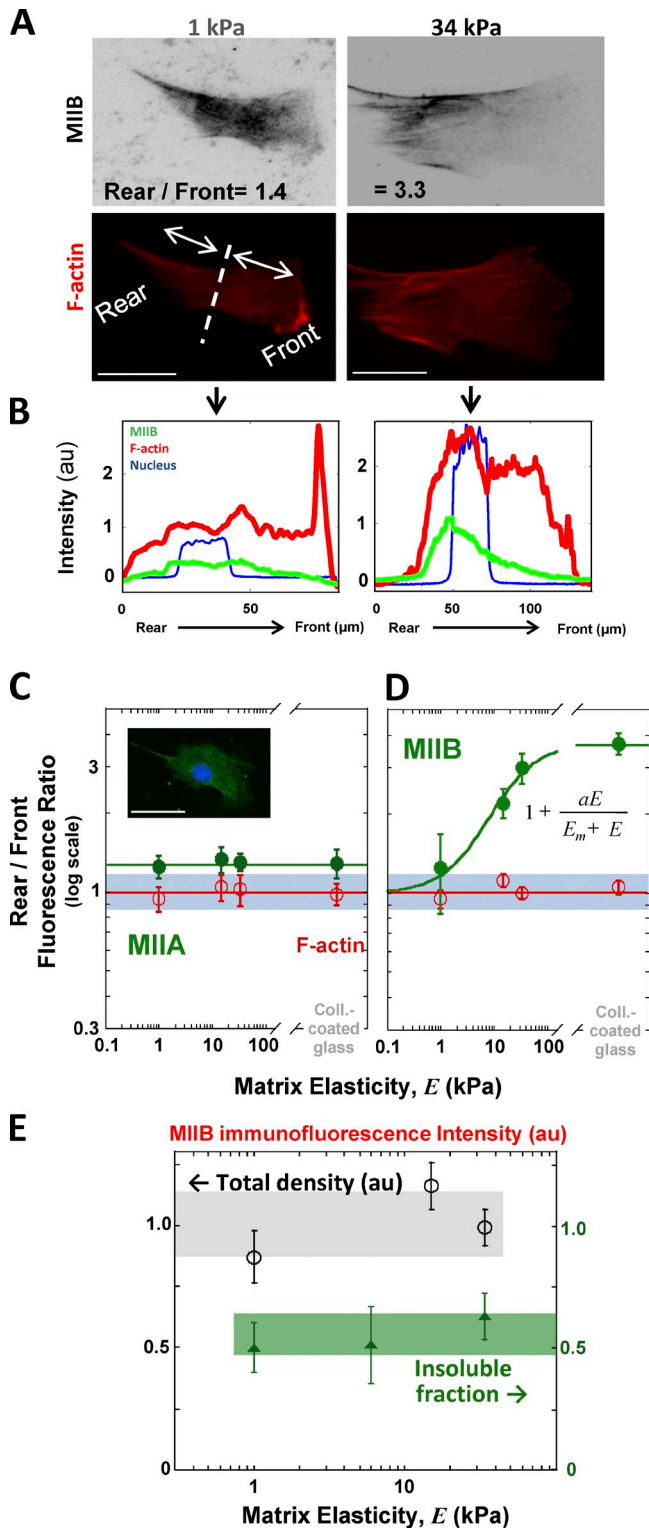 A
1 kPa
34 kPa
MIIB
Rear / Front= 1.4
= 3.3
F-actin
Rear
Front
B
MIIB
F-actin
Nucleus
Intensity (au)
2
1
0
0
50
Rear
Front (µm)
2
1
0
0
50
100
Rear
Front (µm)
C
D
Rear / Front
Fluorescence Ratio
(log scale)
3
1
0.3
MIIA
F-actin
Coll.-
coated
glass
0.1
1
10
100
MIIB
1 + aE
E_m + E
Coll.-
coated
glass
0.1
1
10
100
Matrix Elasticity, E (kPa)
E
MIIB immunofluorescence Intensity (au)
← Total density (au)
1.0
0.5
0
1.0
0.5
0
Insoluble
fraction →
1
10
Matrix Elasticity, E (kPa)